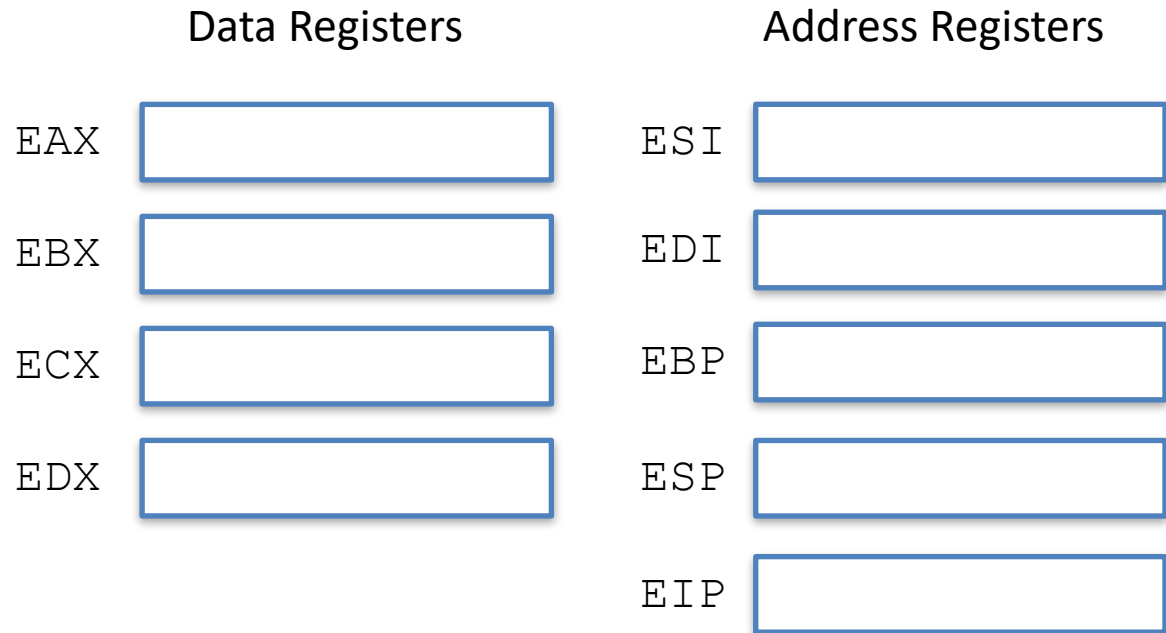 Data Registers
EAX
EBX
ECX
EDX
Address Registers
ESI
EDI
EBP
ESP
EIP